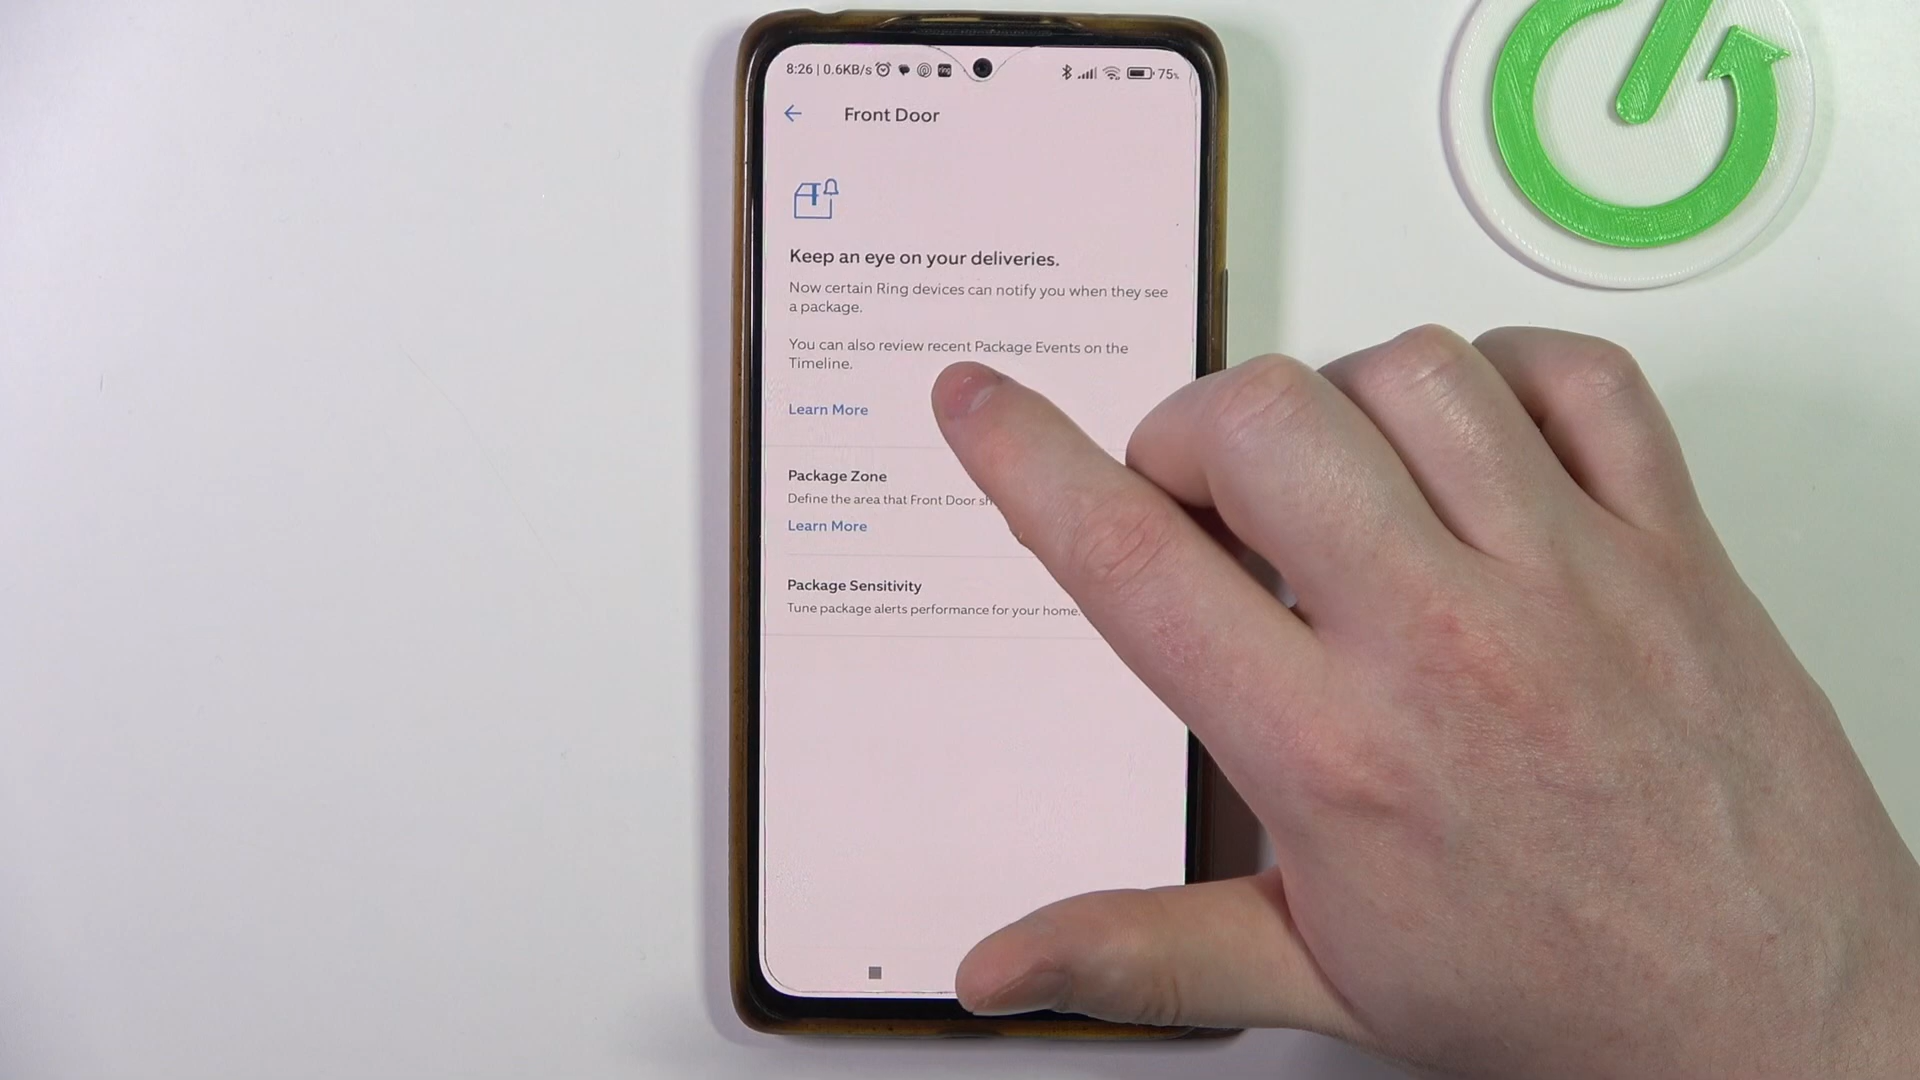 8:26 | 0.6KB/s ring 75%
Front Door
Keep an eye on your deliveries.
Now certain Ring devices can notify you when they see
a package.
You can also review recent Package Events on the
Timeline.
Learn More
Package Zone
Define the area that Front Door
Learn More
Package Sensitivity
Tune package alerts performance for your home.